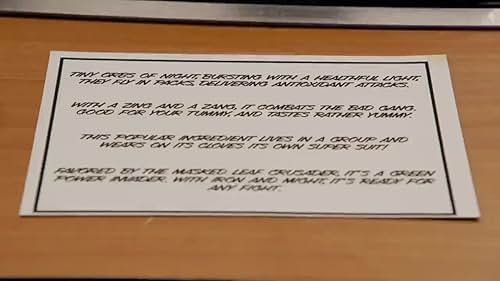 TINY ORBS OF NIGHT, BURSTING WITH A HEALTHFUL LIGHT,
THEY FLY IN PACKS, DELIVERING ANTIOXIDANT ATTACKS.
WITH A ZING AND A ZANG, IT COMBATS THE BAD GANG.
GOOD FOR YOUR TUMMY, AND TASTES RATHER YUMMY.
THIS POPULAR INGREDIENT LIVES IN A GROUP AND
WEARS ON ITS CLOVES ITS OWN SUPER SUIT!
FAVORED BY THE MASKED LEAF CRUSADER, IT'S A GREEN
POWER INVADER. WITH IRON AND MIGHT, IT'S READY FOR
ANY FIGHT.